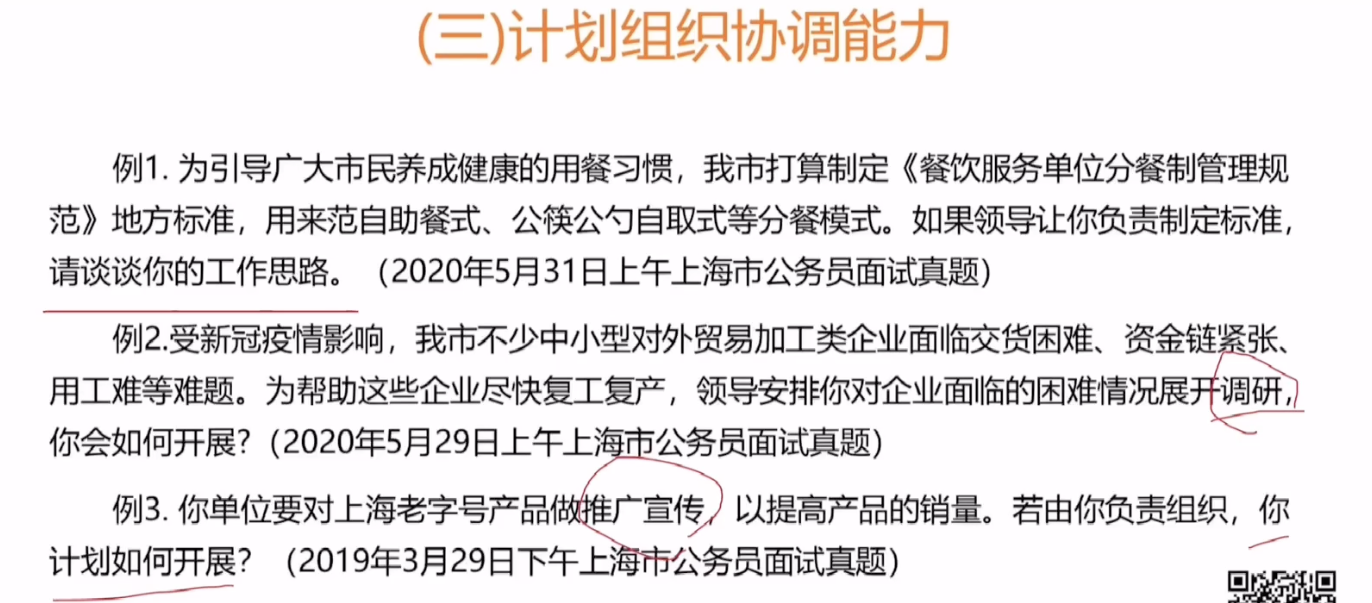 (三)计划组织协调能力
例1. 为引导广大市民养成健康的用餐习惯，我市打算制定《餐饮服务单位分餐制管理规
范》地方标准，用来范自助餐式、公筷公勺自取式等分餐模式。如果领导让你负责制定标准，
请谈谈你的工作思路。（2020年5月31日上午上海市公务员面试真题）
例2.受新冠疫情影响，我市不少中小型对外贸易加工类企业面临交货困难、资金链紧张、
用工难等难题。为帮助这些企业尽快复工复产，领导安排你对企业面临的困难情况展开调研，
你会如何开展？（2020年5月29日上午上海市公务员面试真题）
例3. 你单位要对上海老字号产品做推广宣传，以提高产品的销量。若由你负责组织，你
计划如何开展？（2019年3月29日下午上海市公务员面试真题）